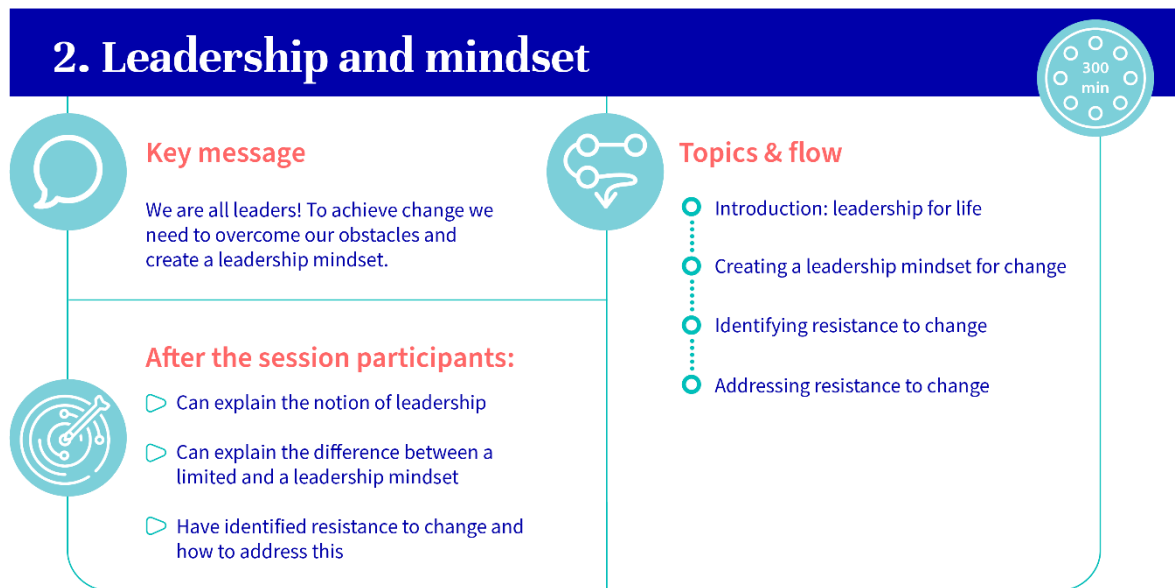 2. Leadership and mindset
300
min
Key message
We are all leaders! To achieve change we
need to overcome our obstacles and
create a leadership mindset.
After the session participants:
Can explain the notion of leadership
Can explain the difference between a
limited and a leadership mindset
Have identified resistance to change and
how to address this
Topics & flow
Introduction: leadership for life
Creating a leadership mindset for change
Identifying resistance to change
Addressing resistance to change